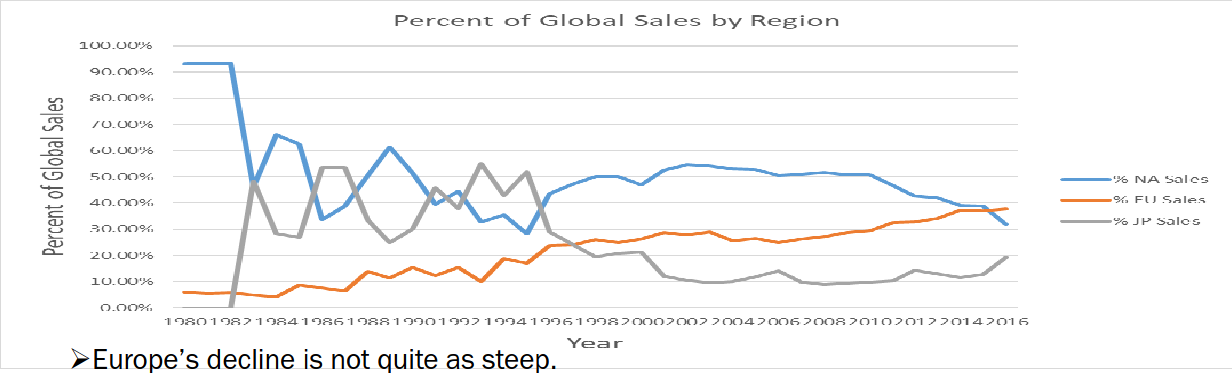 Percent of Global Sales by Region
Percent of Global Sales
100.00%
90.00%
80.00%
70.00%
60.00%
50.00%
40.00%
30.00%
20.00%
10.00%
0.00%
1980 1982 1984 1986 1988 1990 1992 1994 1996 1998 2000 2002 2004 2006 2008 2010 2012 2014 2016
Year
% NA Sales
% EU Sales
% JP Sales
➢Europe’s decline is not quite as steep.